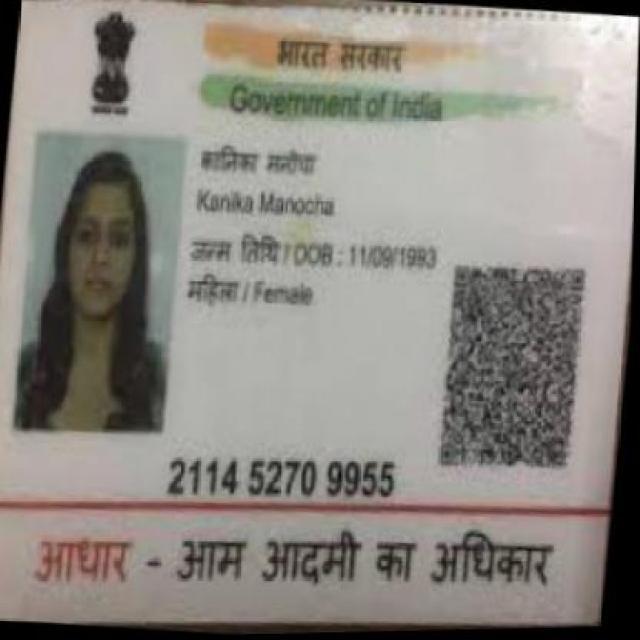 भारत सरकार
Government of India
कानिका मनोचा
Kanika Manocha
जन्म तिथि / DOB : 11/09/1993
महिला / Female
2114 5270 9955
आधार - आम आदमी का अधिकार